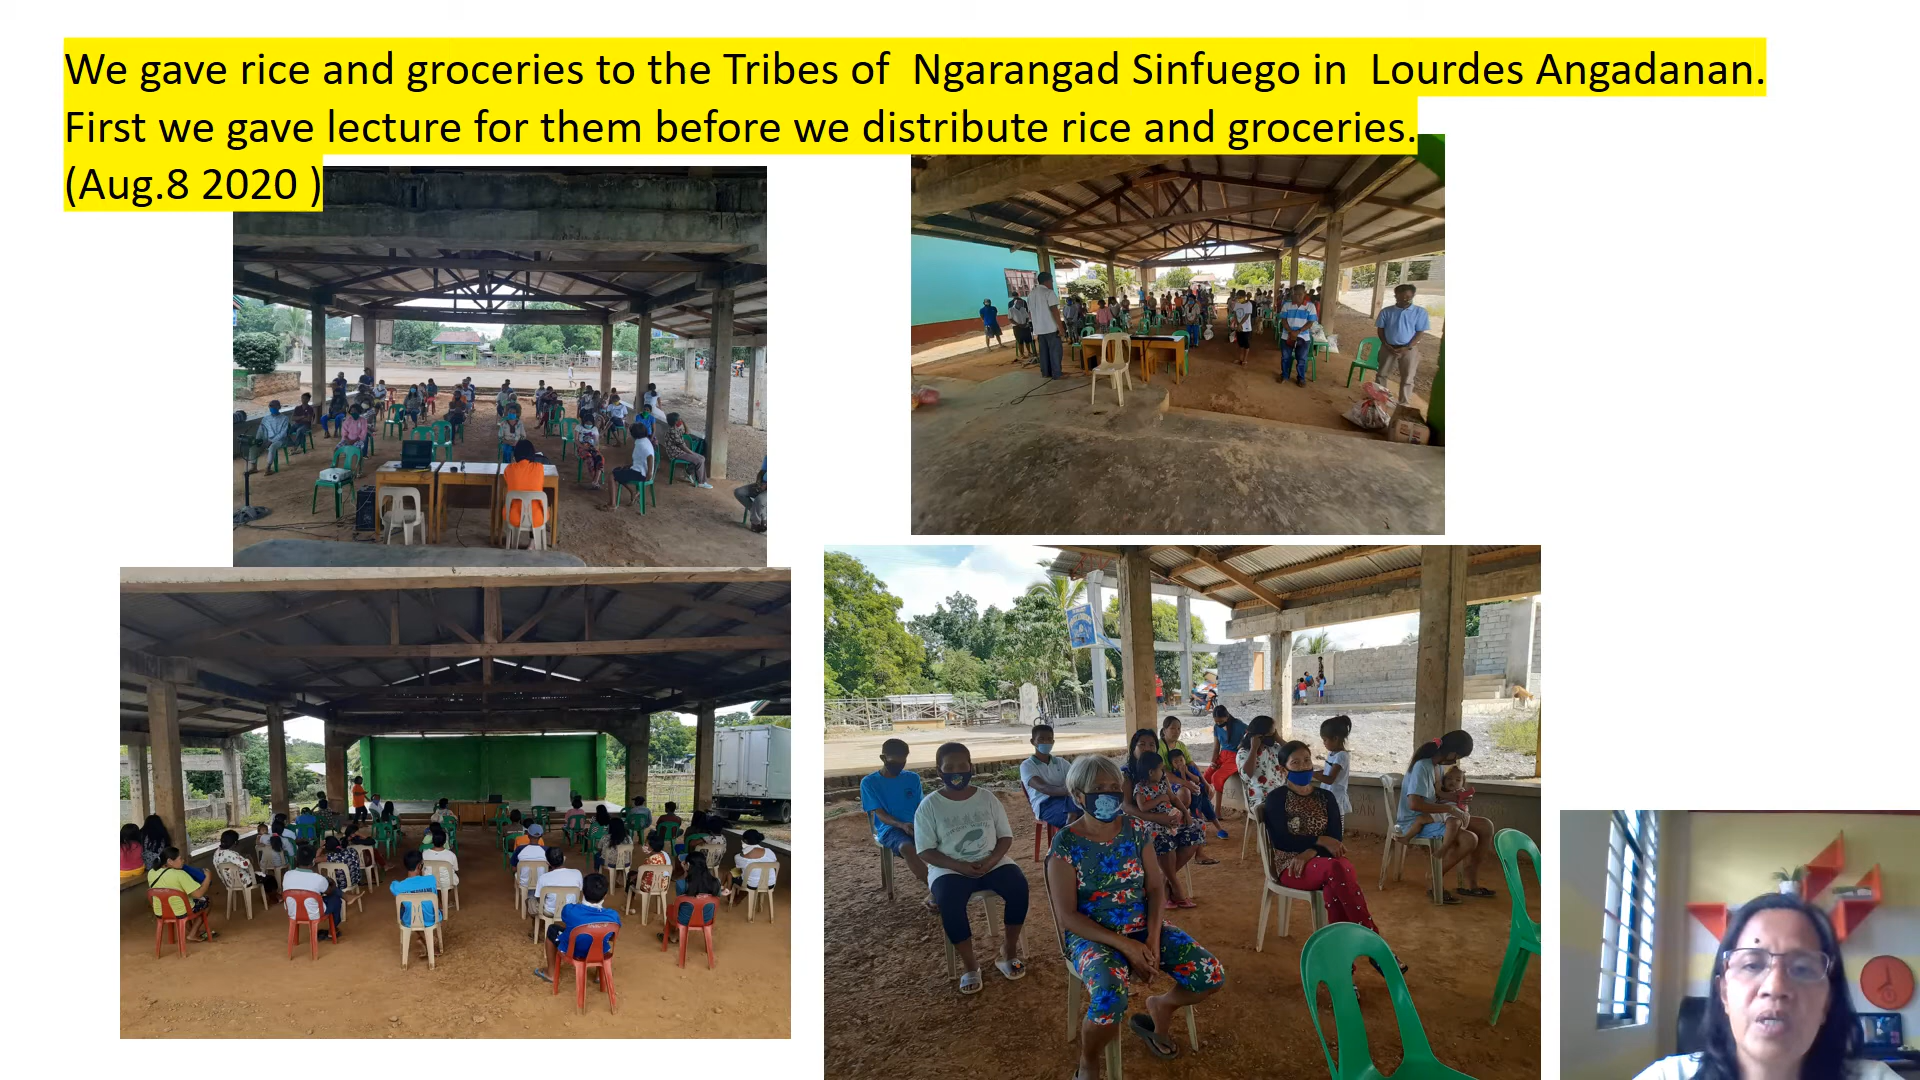 We gave rice and groceries to the Tribes of  Ngarangad Sinfuego in  Lourdes Angadanan.
First we gave lecture for them before we distribute rice and groceries.
(Aug.8 2020 )